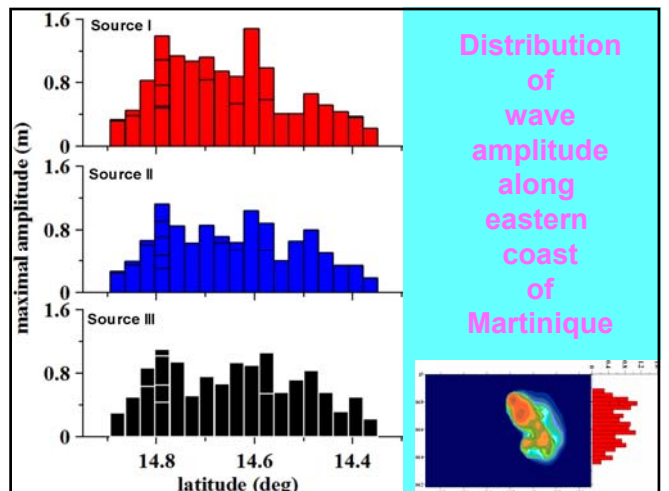 Source I
1.6
0.8
0
Source II
1.6
0.8
0
Source III
1.6
0.8
0
maximal amplitude (m)
14.8 14.6 14.4
latitude (deg)
Distribution
of
wave
amplitude
along
eastern
coast
of
Martinique